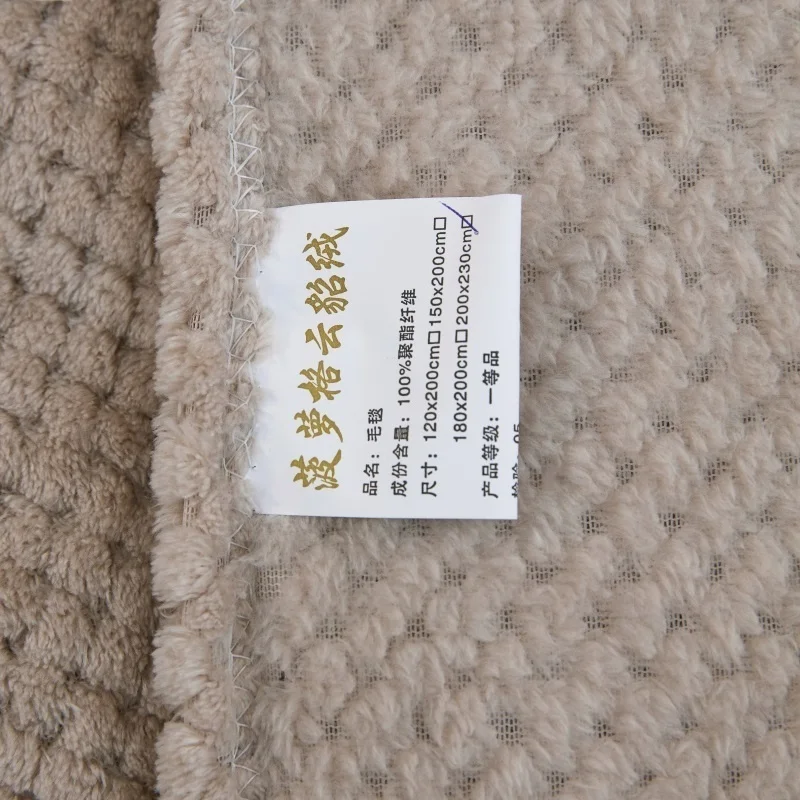 菠萝格云貂绒
品名：毛毯
成份含量：100%聚酯纤维
尺寸：120x200cm□150x200cm□
180x200cm□200x230cm□
产品等级：一等品